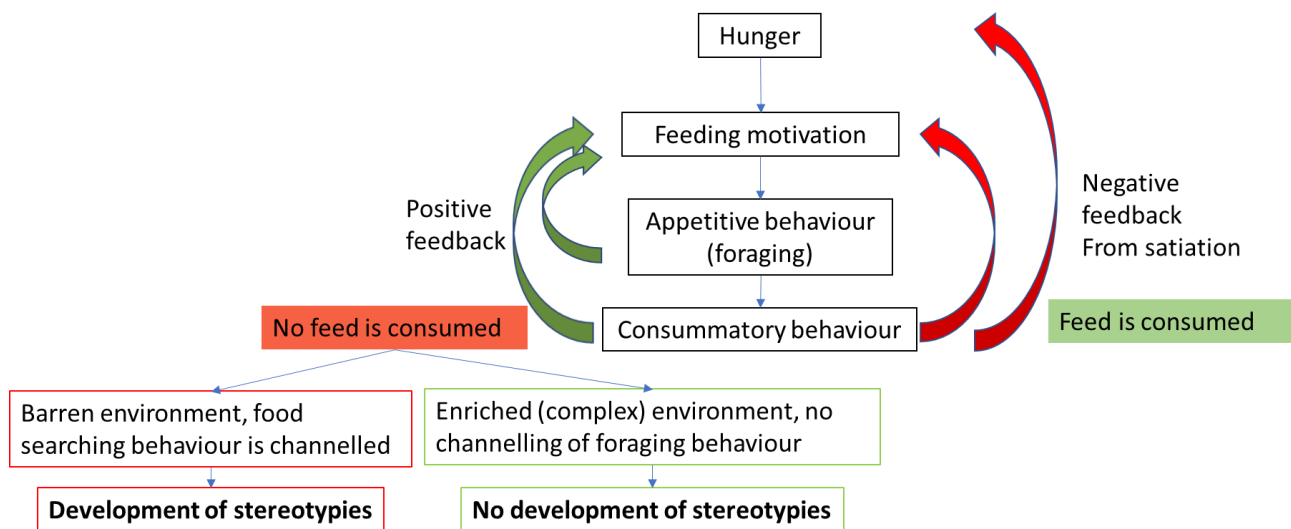 Hunger
Feeding motivation
Positive
feedback
Appetitive behaviour
(foraging)
Negative
feedback
From satiation
No feed is consumed
Consummatory behaviour
Feed is consumed
Barren environment, food
searching behaviour is channelled
Enriched (complex) environment, no
channelling of foraging behaviour
Development of stereotypies
No development of stereotypies